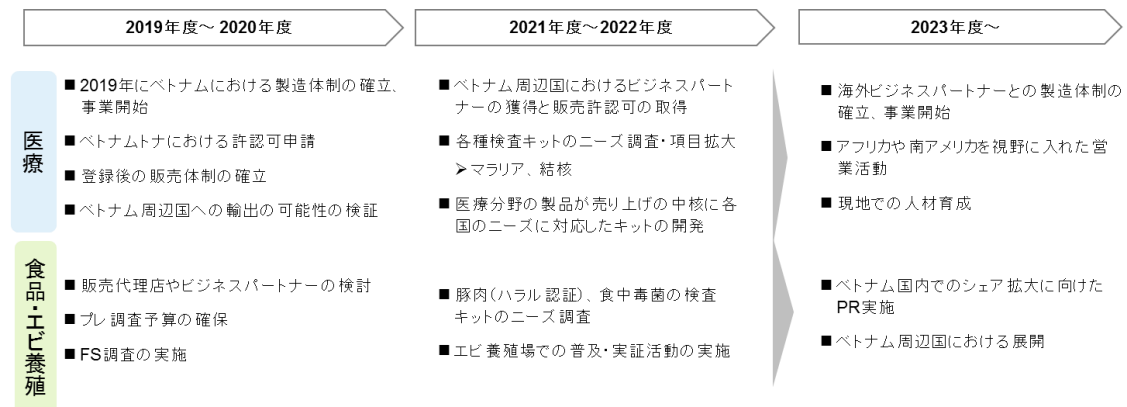 2019年度～ 2020年度
2021年度～2022年度
2023年度～
医療
■ 2019年にベトナムにおける製造体制の確立、
事業開始
■ ベトナムトナにおける許認可申請
■ 登録後の販売体制の確立
■ ベトナム周辺国への輸出の可能性の検証
■ ベトナム周辺国におけるビジネスパート
ナーの獲得と販売許認可の取得
■ 各種検査キットのニーズ調査・項目拡大
➤ マラリア、結核
■ 医療分野の製品が売り上げの中核に各
国のニーズに対応したキットの開発
■ 海外ビジネスパートナーとの製造体制の
確立、事業開始
■ アフリカや南アメリカを視野に入れた営
業活動
■ 現地での人材育成
食品・エビ養殖
■ 販売代理店やビジネスパートナーの検討
■ プレ調査予算の確保
■ FS調査の実施
■ 豚肉（ハラル認証）、食中毒菌の検査
キットのニーズ調査
■ エビ養殖場での普及・実証活動の実施
■ ベトナム国内でのシェア拡大に向けた
PR実施
■ ベトナム周辺国における展開